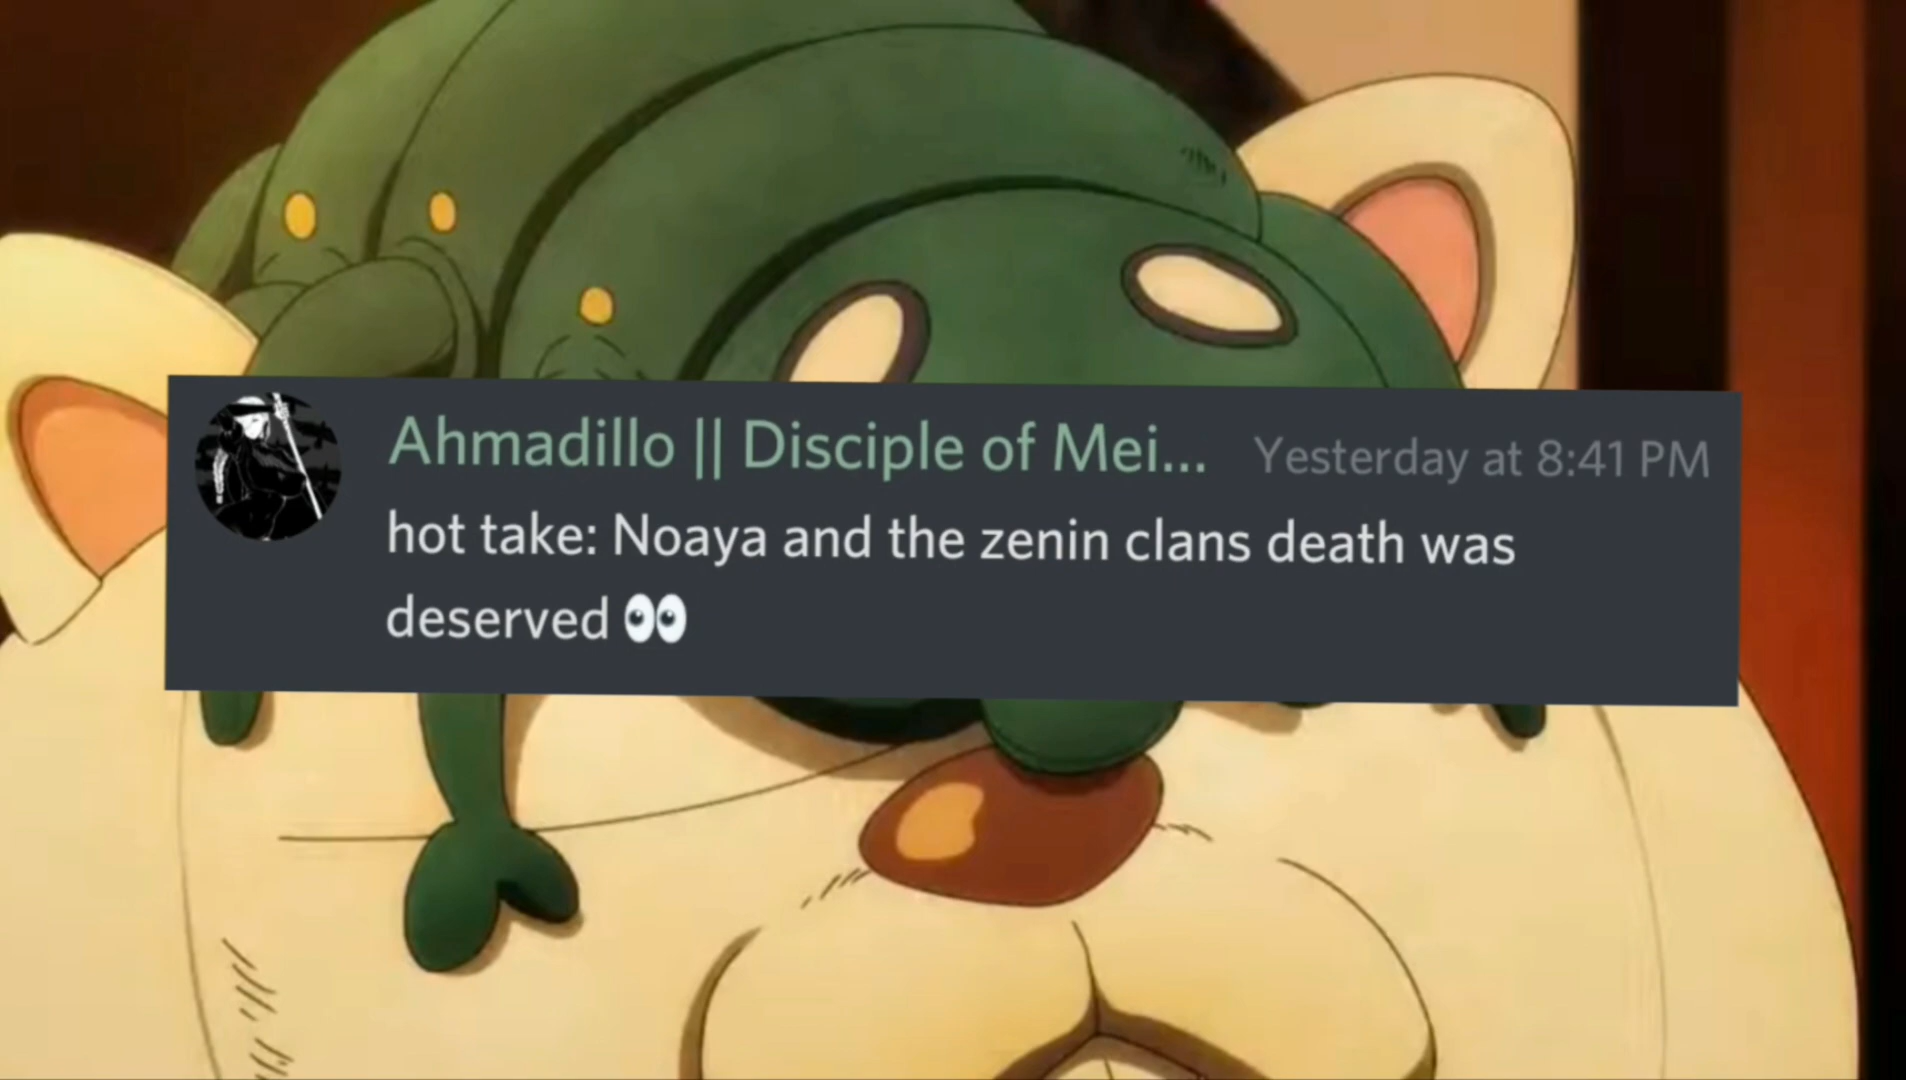 Ahmadillo || Disciple of Mei... Yesterday at 8:41 PM
hot take: Noaya and the zenin clans death was
deserved 👀